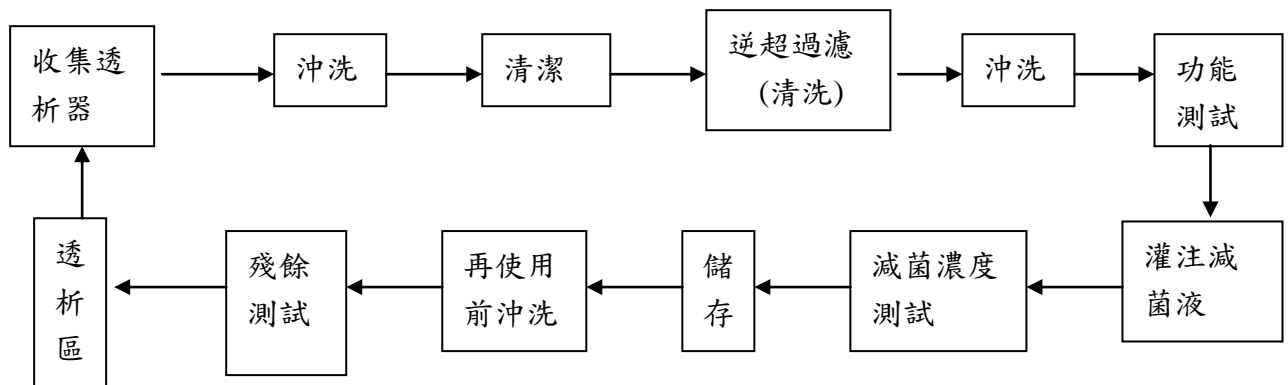 收集透
析器
沖洗
清潔
逆超過濾
(清洗)
沖洗
功能
測試
灌注減
菌液
減菌濃度
測試
儲
存
再使用
前沖洗
殘餘
測試
透
析
區